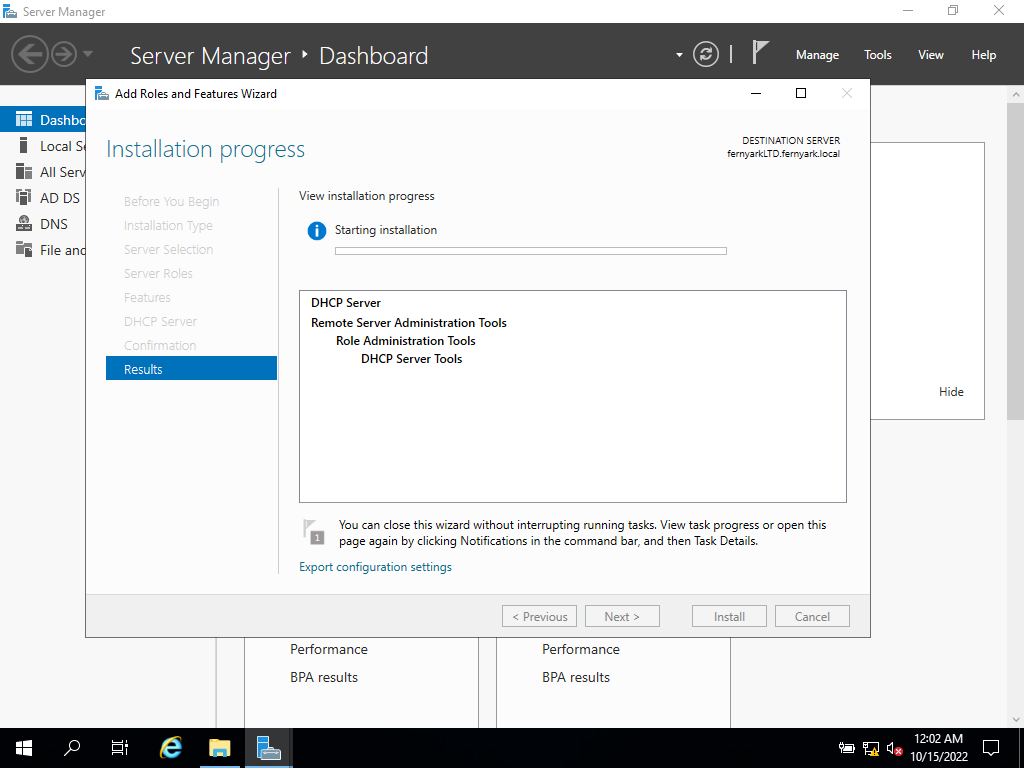 Server Manager
Server Manager ‣ Dashboard
Manage Tools View Help
Add Roles and Features Wizard
Dashbo
Local Se
All Serv
AD DS
DNS
File and
Installation progress
DESTINATION SERVER
fernyarkLTD.fernyark.local
Before You Begin
Installation Type
Server Selection
Server Roles
Features
DHCP Server
Confirmation
Results
View installation progress
Starting installation
DHCP Server
Remote Server Administration Tools
Role Administration Tools
DHCP Server Tools
Hide
1
You can close this wizard without interrupting running tasks. View task progress or open this
page again by clicking Notifications in the command bar, and then Task Details.
Export configuration settings
< Previous Next > Install Cancel
Performance Performance
BPA results BPA results
12:02 AM
10/15/2022